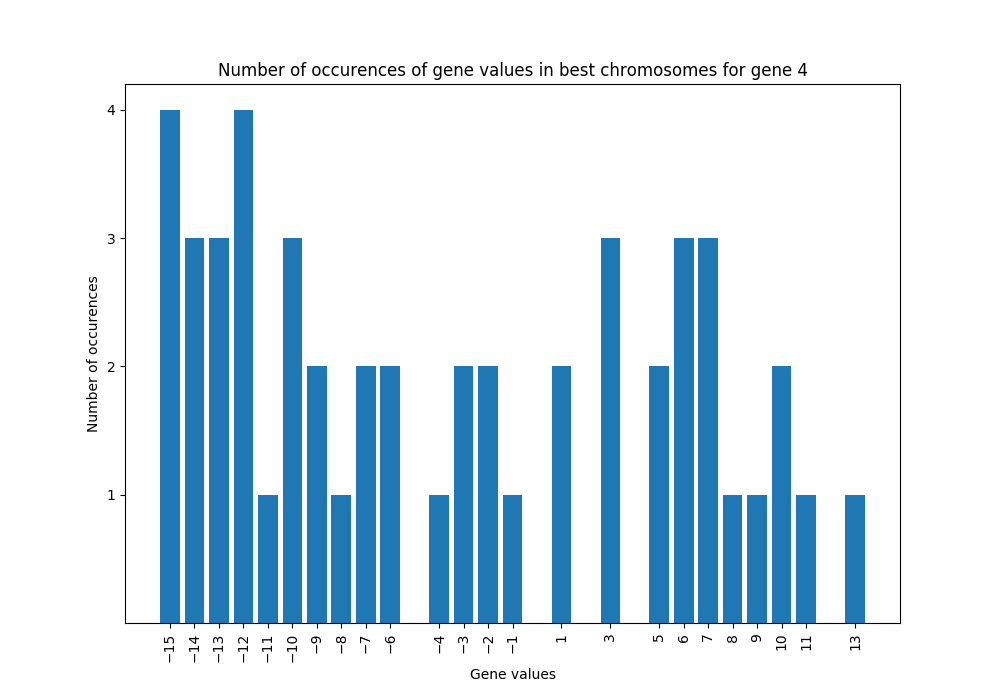 Number of occurences of gene values in best chromosomes for gene 4
Number of occurences
4
3
2
1
−15 −14 −13 −12 −11 −10 −9 −8 −7 −6 −4 −3 −2 −1 1 3 5 6 7 8 9 10 11 13
Gene values